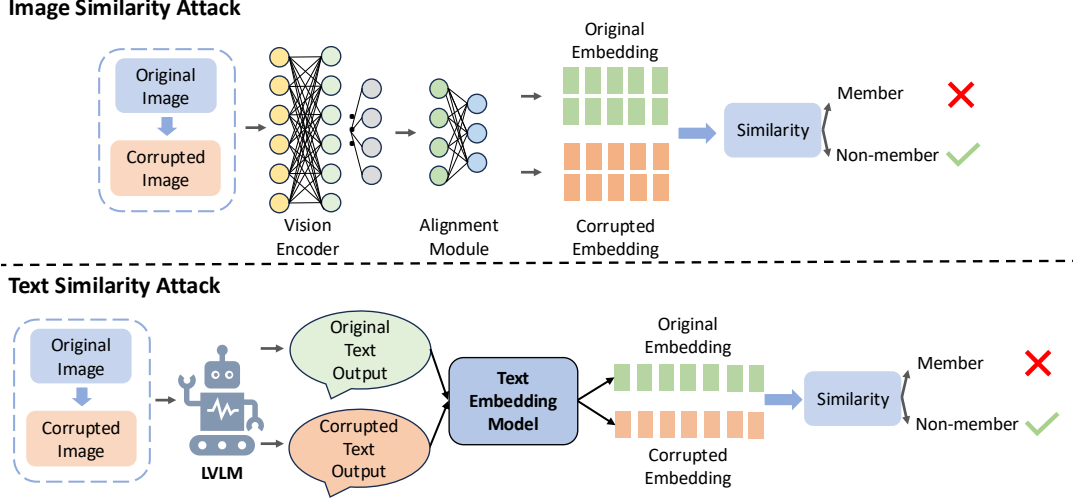 Image Similarity Attack
Original
Image
Corrupted
Image
Vision
Encoder
Alignment
Module
Original
Embedding
Corrupted
Embedding
Similarity
Member
Non-member
Text Similarity Attack
Original
Image
Corrupted
Image
LVLM
Original
Text
Output
Corrupted
Text
Output
Text
Embedding
Model
Original
Embedding
Corrupted
Embedding
Similarity
Member
Non-member